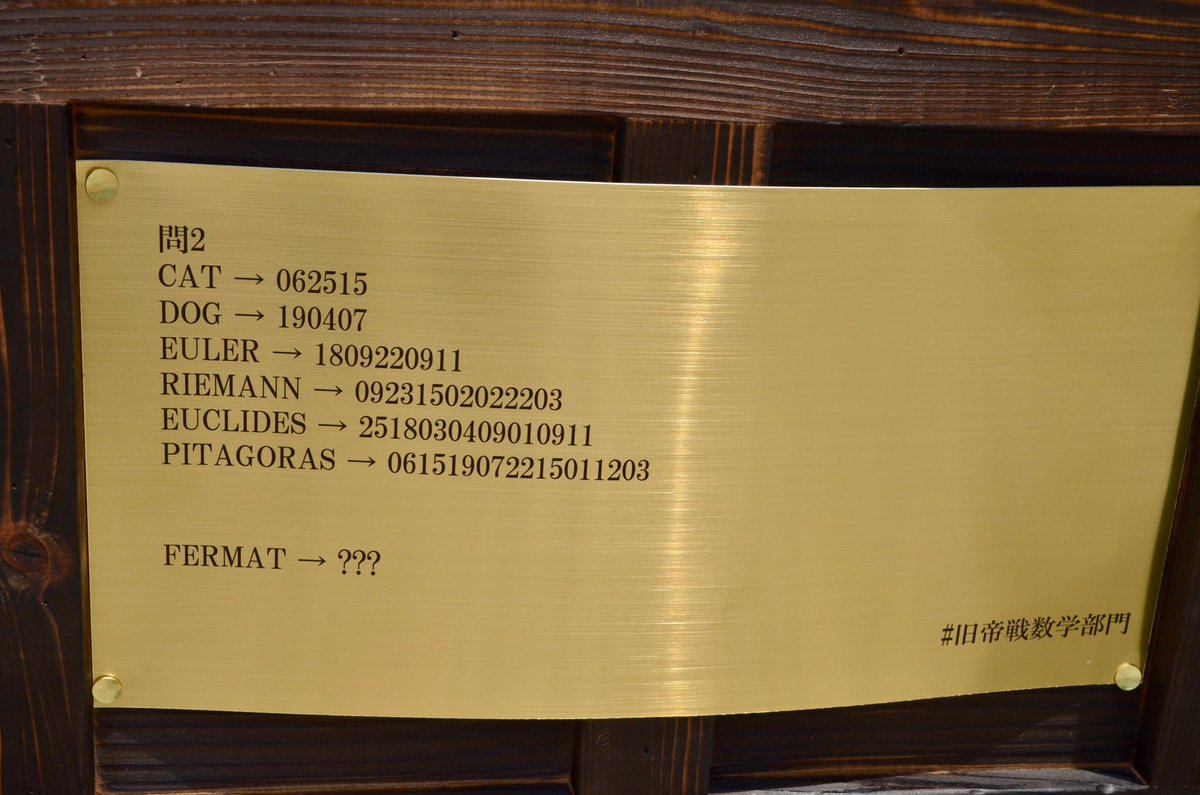 問2
CAT → 062515
DOG → 190407
EULER → 1809220911
RIEMANN → 09231502022203
EUCLIDES → 2518030409010911
PITAGORAS → 061519072215011203
FERMAT → ???
#旧帝戦数学部門